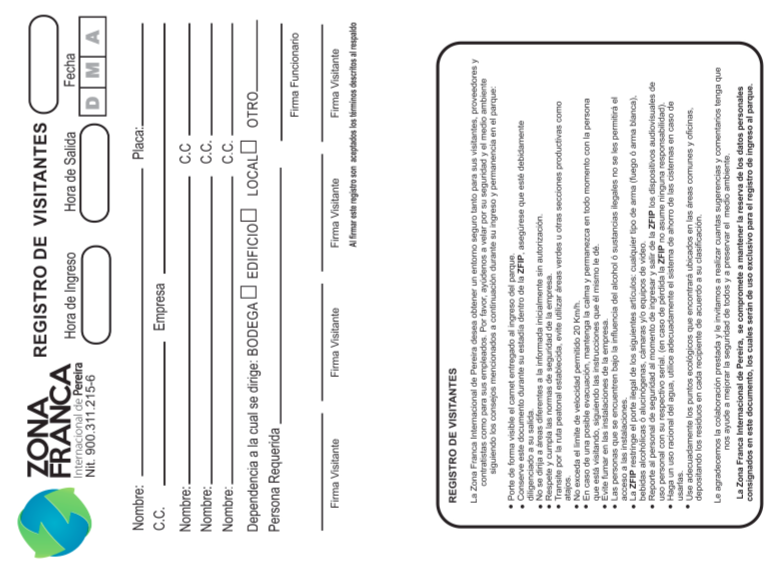 ZONA
FRANCA
Internacional de Pereira
Nit. 900.311.215-6
REGISTRO DE VISITANTES
Hora de Ingreso Hora de Salida Fecha
D M A
Nombre: Placa:
C.C. Empresa
Nombre: C.C
Nombre: C.C.
Nombre: C.C.
Dependencia a la cual se dirige: BODEGA EDIFICIO LOCAL OTRO
Persona Requerida
Firma Funcionario
Firma Visitante Firma Visitante Firma Visitante Firma Visitante
Al firmar este registro son aceptados los términos descritos al respaldo
REGISTRO DE VISITANTES
La Zona Franca Internacional de Pereira desea obtener un entorno seguro tanto para sus visitantes, proveedores y
contratistas como para sus empleados. Por favor, ayúdenos a velar por su seguridad y el medio ambiente
siguiendo los consejos mencionados a continuación durante su ingreso y permanencia en el parque:
• Porte de forma visible el carnet entregado al ingreso del parque.
• Conserve este documento durante su estadía dentro de la ZFIP, asegúrese que esté debidamente
diligenciado a su salida.
• No se dirija a áreas diferentes a la informada inicialmente sin autorización.
• Respete y cumpla las normas de seguridad de la empresa.
• Transite por la ruta peatonal establecida, evite utilizar áreas verdes u otras secciones productivas como
atajos.
• No exceda el límite de velocidad permitido 20 Km/h.
• En caso de una posible evacuación, mantenga la calma y permanezca en todo momento con la persona
que está visitando, siguiendo las instrucciones que él mismo le dé.
• Evite fumar en las instalaciones de la empresa.
• Las personas que se encuentren bajo la influencia del alcohol ó sustancias ilegales no se les permitirá el
acceso a las instalaciones.
• La ZFIP restringe el porte ilegal de los siguientes artículos: cualquier tipo de arma (fuego ó arma blanca),
bebidas alcohólicas ó alucinógenas, cámaras y/o equipos de video.
• Reporte al personal de seguridad al momento de ingresar y salir de la ZFIP los dispositivos audiovisuales de
uso personal con su respectivo serial. (en caso de pérdida la ZFIP no asume ninguna responsabilidad).
• Haga un uso racional del agua, utilice adecuadamente el sistema de ahorro de las cisternas en caso de
usarlas.
• Use adecuadamente los puntos ecológicos que encontrará ubicados en las áreas comunes y oficinas,
depositando los residuos en cada recipiente de acuerdo a su clasificación.
Le agradecemos la colaboración prestada y le invitamos a realizar cuantas sugerencias y comentarios tenga que
nos ayude a mejorar la seguridad de todos y a preservar el medio ambiente.
La Zona Franca Internacional de Pereira, se compromete a mantener la reserva de los datos personales
consignados en este documento, los cuales serán de uso exclusivo para el registro de ingreso al parque.